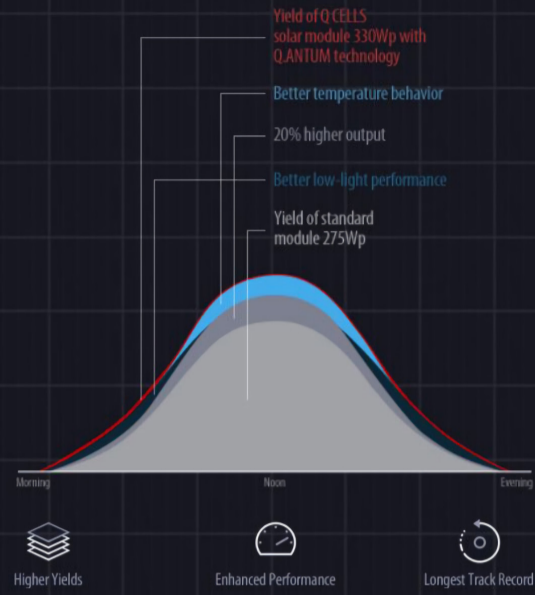 Yield of Q CELLS
solar module 330Wp with
Q.ANTUM technology
Better temperature behavior
20% higher output
Better low-light performance
Yield of standard
module 275Wp
Morning
Noon
Evening
Higher Yields
Enhanced Performance
Longest Track Record